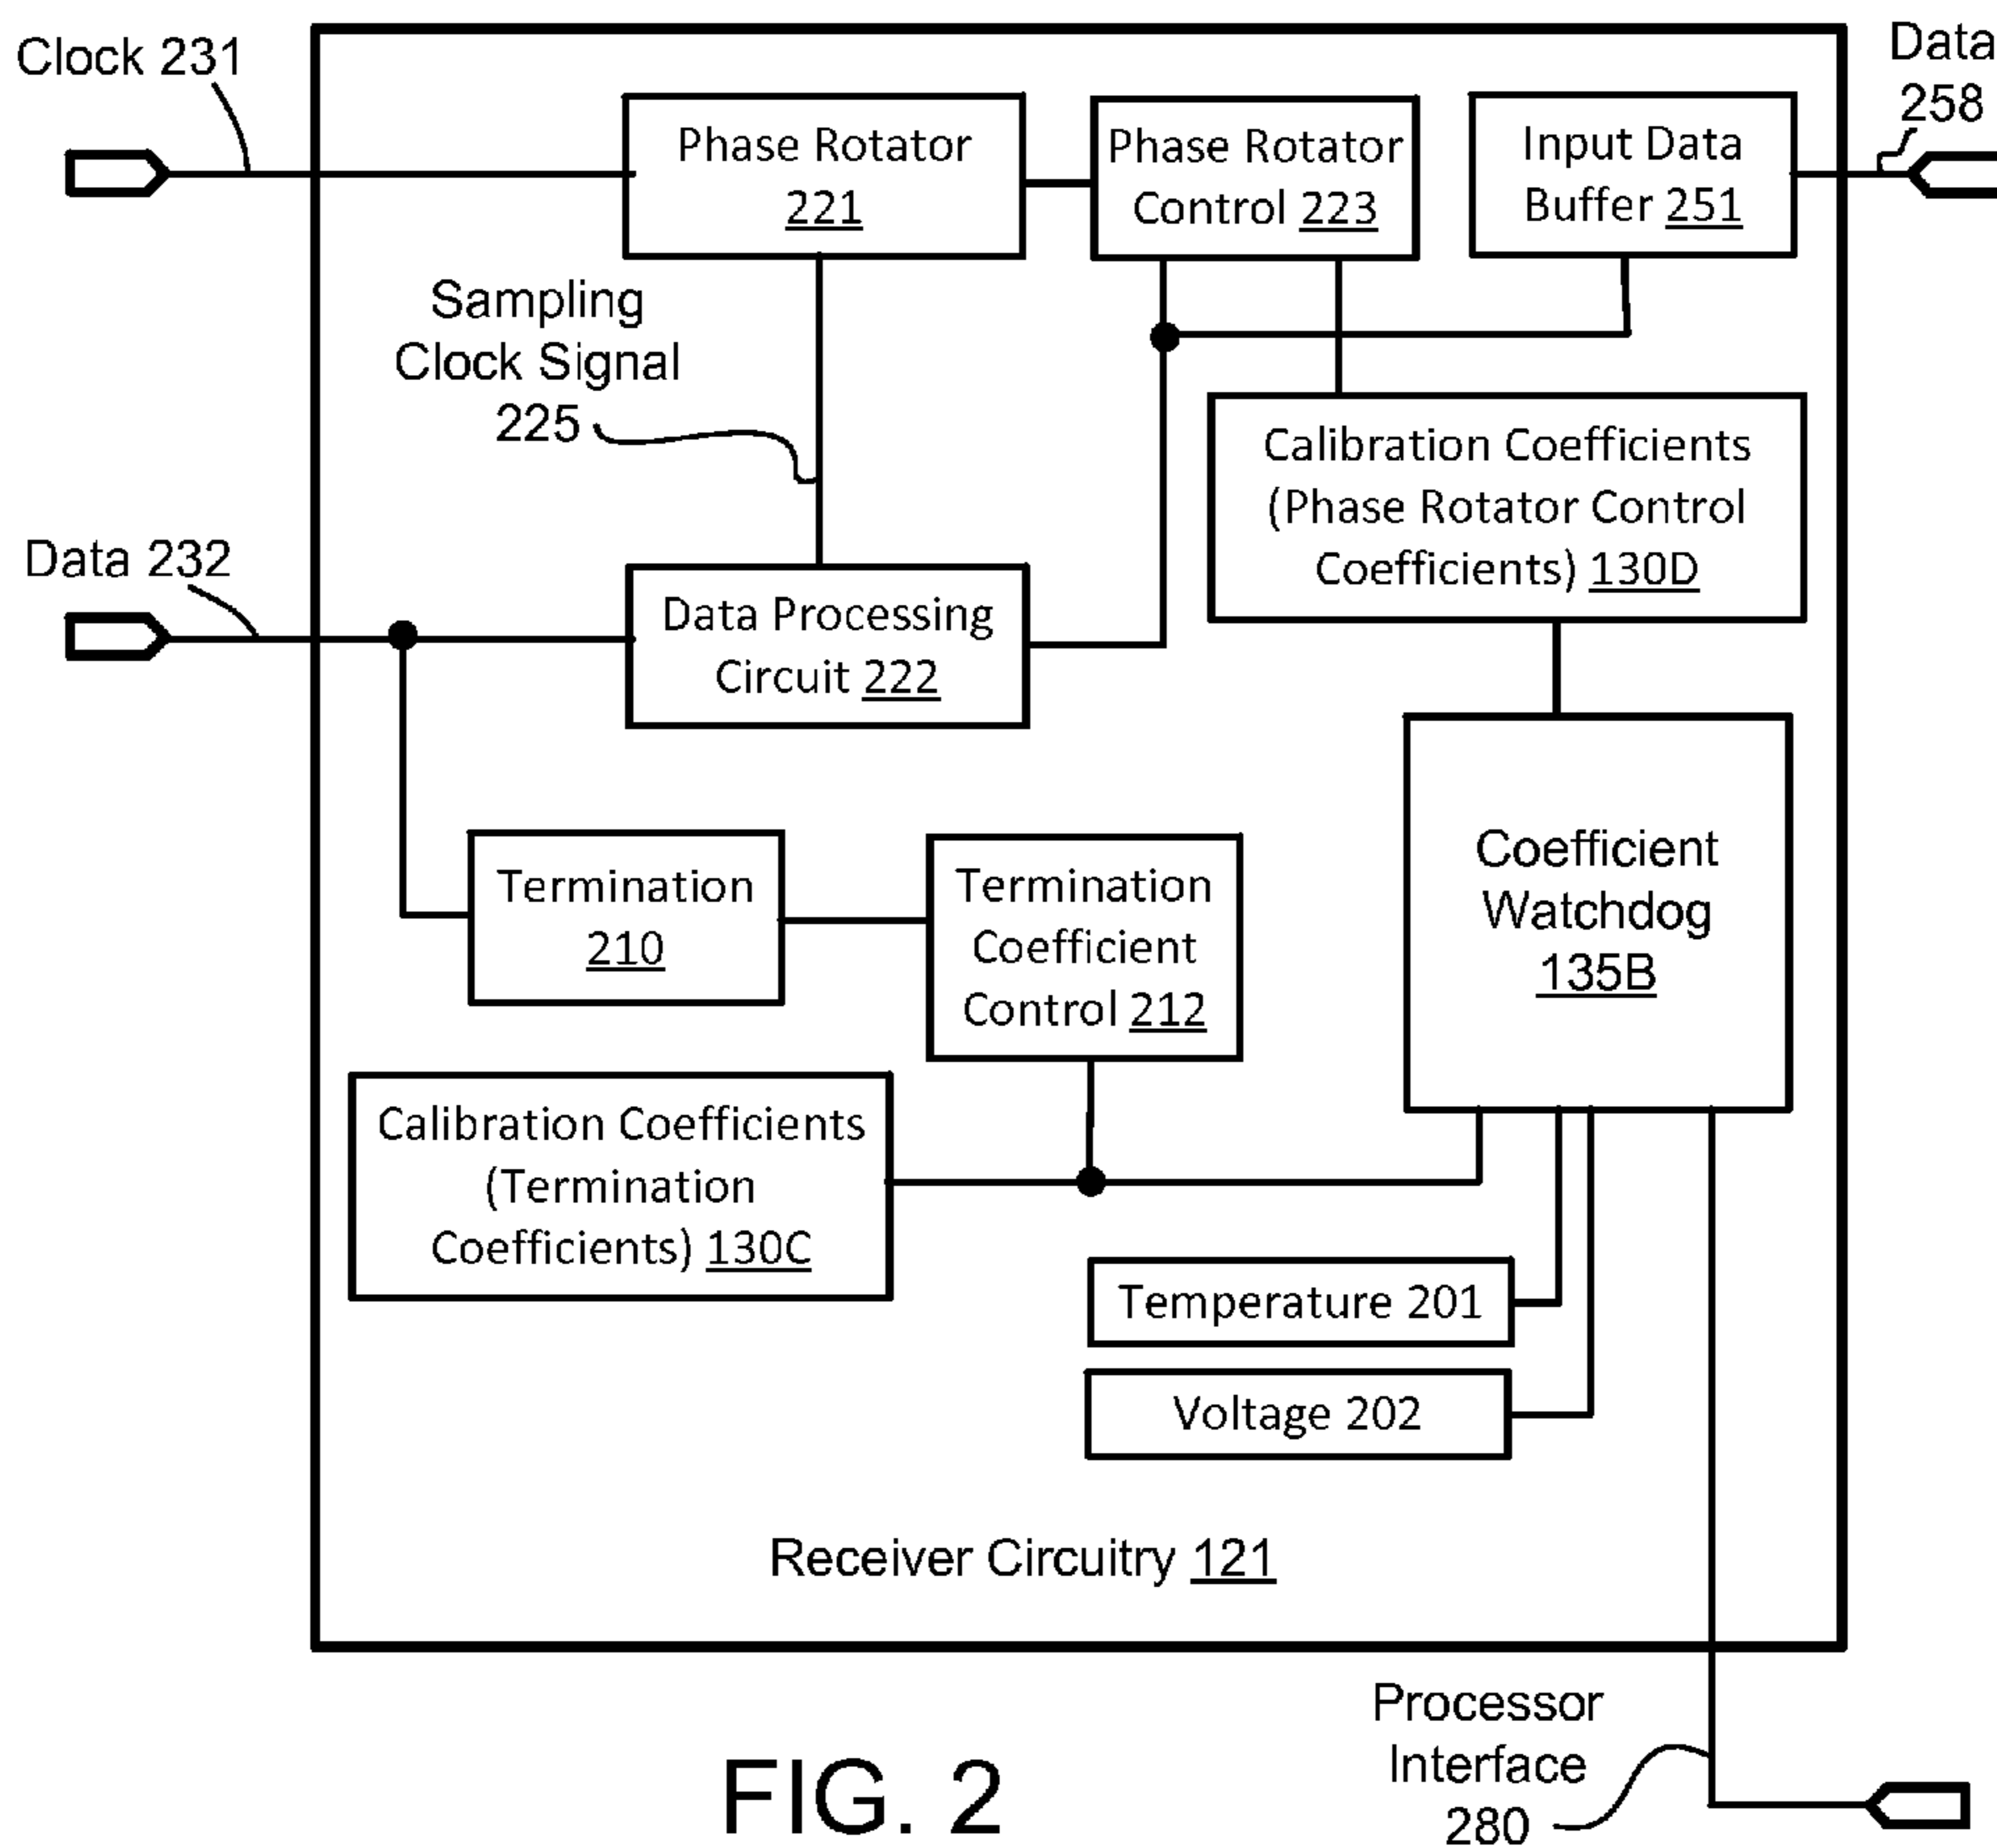 Clock 231
Data
258
Phase Rotator
221
Phase Rotator
Control 223
Input Data
Buffer 251
Sampling
Clock Signal
225
Calibration Coefficients
(Phase Rotator Control
Coefficients) 130D
Data 232
Data Processing
Circuit 222
Coefficient
Watchdog
135B
Termination
210
Termination
Coefficient
Control 212
Calibration Coefficients
(Termination
Coefficients) 130C
Temperature 201
Voltage 202
Receiver Circuitry 121
Processor
Interface
280
FIG. 2